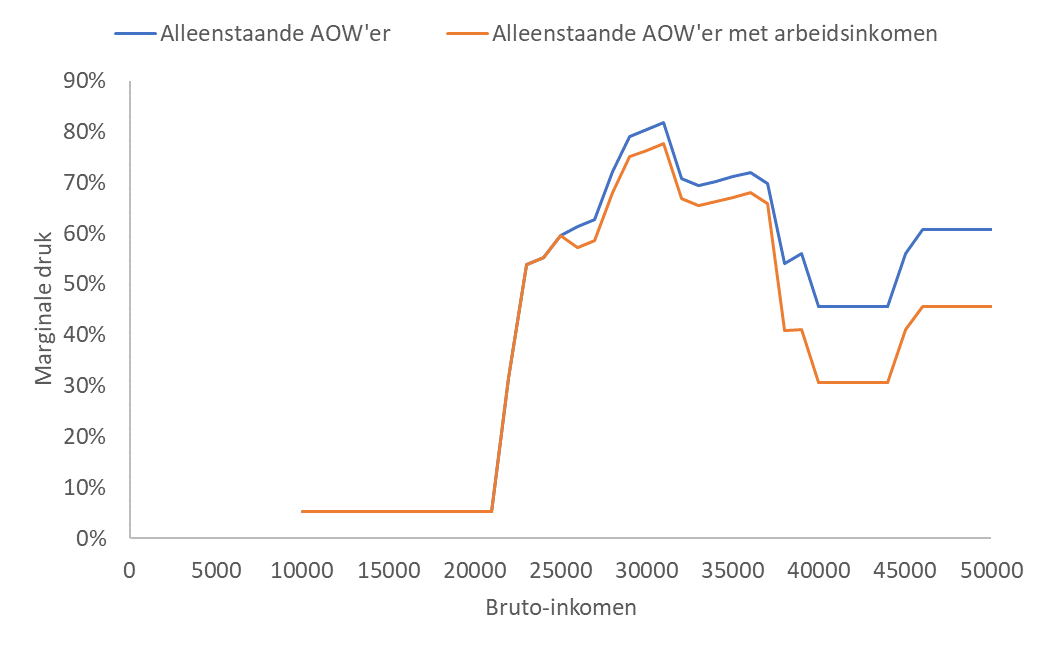 Alleenstaande AOW'er Alleenstaande AOW'er met arbeidsinkomen
Marginale druk
90%
80%
70%
60%
50%
40%
30%
20%
10%
0%
0 5000 10000 15000 20000 25000 30000 35000 40000 45000 50000
Bruto-inkomen